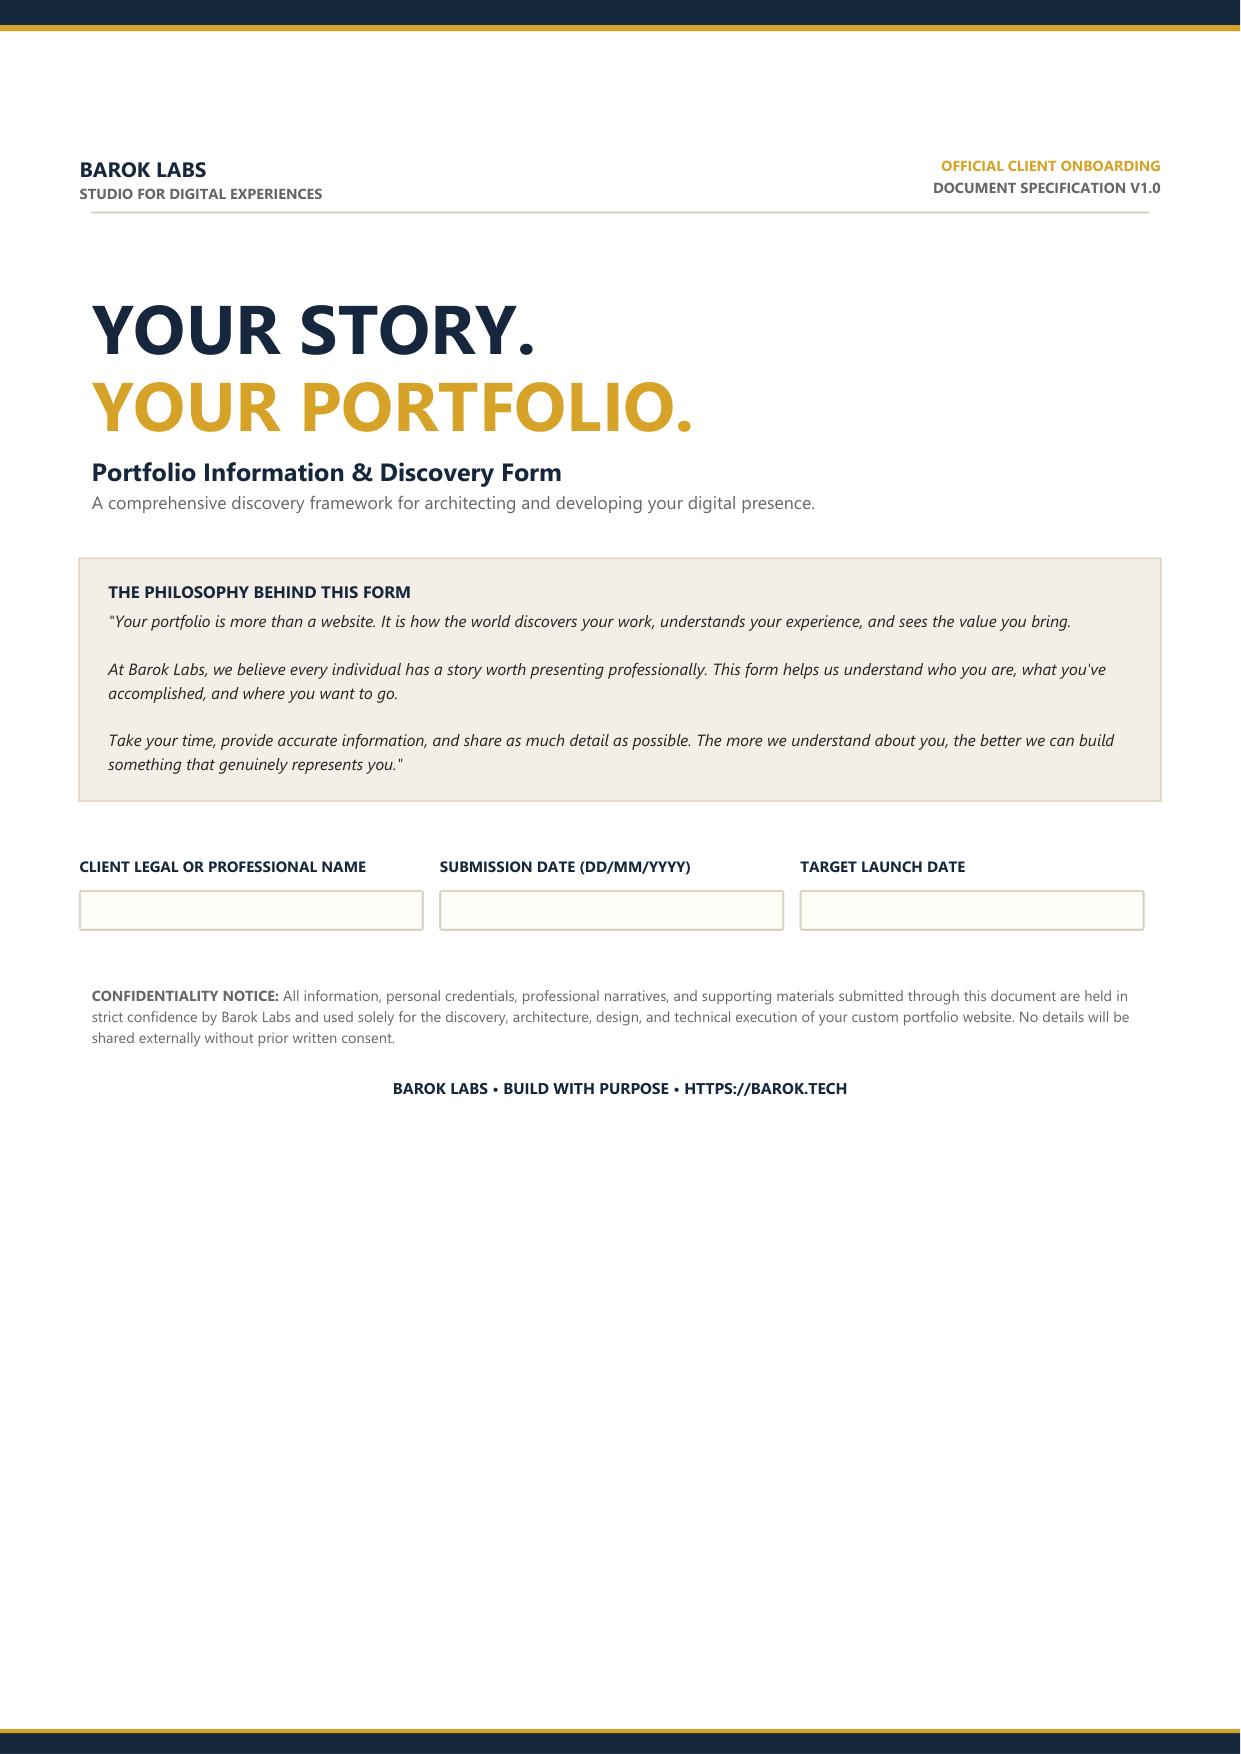 BAROK LABS
STUDIO FOR DIGITAL EXPERIENCES
OFFICIAL CLIENT ONBOARDING
DOCUMENT SPECIFICATION V1.0
YOUR STORY.
YOUR PORTFOLIO.
Portfolio Information & Discovery Form
A comprehensive discovery framework for architecting and developing your digital presence.
THE PHILOSOPHY BEHIND THIS FORM
"Your portfolio is more than a website. It is how the world discovers your work, understands your experience, and sees the value you bring.
At Barok Labs, we believe every individual has a story worth presenting professionally. This form helps us understand who you are, what you've
accomplished, and where you want to go.
Take your time, provide accurate information, and share as much detail as possible. The more we understand about you, the better we can build
something that genuinely represents you."
CLIENT LEGAL OR PROFESSIONAL NAME
SUBMISSION DATE (DD/MM/YYYY)
TARGET LAUNCH DATE
CONFIDENTIALITY NOTICE: All information, personal credentials, professional narratives, and supporting materials submitted through this document are held in
strict confidence by Barok Labs and used solely for the discovery, architecture, design, and technical execution of your custom portfolio website. No details will be
shared externally without prior written consent.
BAROK LABS • BUILD WITH PURPOSE • HTTPS://BAROK.TECH